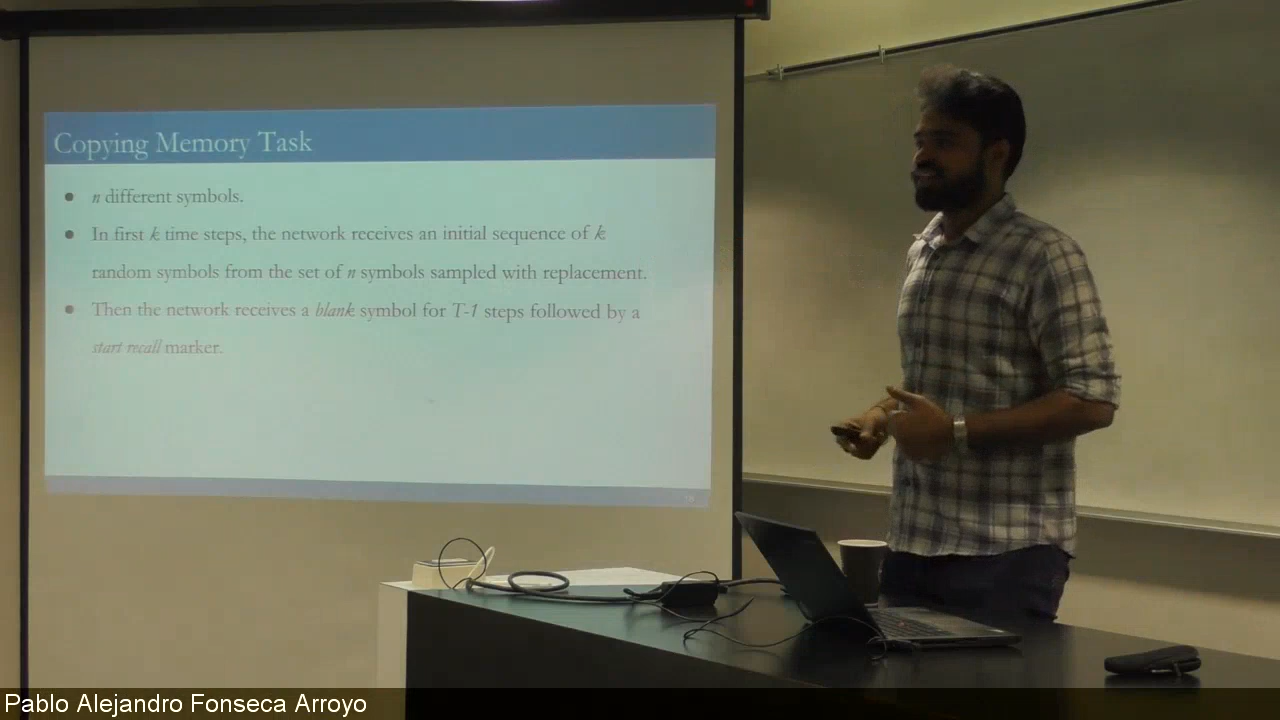 Copying Memory Task
● n different symbols.
● In first k time steps, the network receives an initial sequence of k
random symbols from the set of n symbols sampled with replacement.
● Then the network receives a blank symbol for T-1 steps followed by a
start recall marker.
Pablo Alejandro Fonseca Arroyo